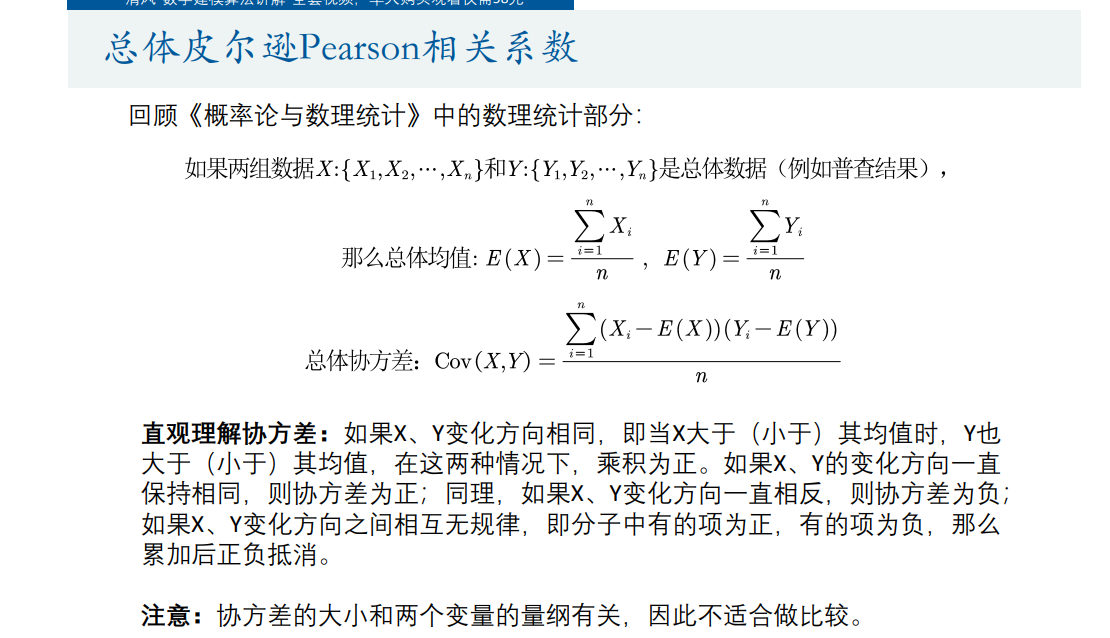 总体皮尔逊Pearson相关系数
回顾《概率论与数理统计》中的数理统计部分：
如果两组数据X:{X₁,X₂,⋯,Xₙ}和Y:{Y₁,Y₂,⋯,Yₙ}是总体数据（例如普查结果），
那么总体均值: E(X) = \frac{\sum_{i=1}^{n} X_i}{n} ，E(Y) = \frac{\sum_{i=1}^{n} Y_i}{n}
总体协方差：Cov(X,Y) = \frac{\sum_{i=1}^{n} (X_i − E(X))(Y_i − E(Y))}{n}
直观理解协方差：如果X、Y变化方向相同，即当X大于（小于）其均值时，Y也
大于（小于）其均值，在这两种情况下，乘积为正。如果X、Y的变化方向一直
保持相同，则协方差为正；同理，如果X、Y变化方向一直相反，则协方差为负；
如果X、Y变化方向之间相互无规律，即分子中有的项为正，有的项为负，那么
累加后正负抵消。
注意：协方差的大小和两个变量的量纲有关，因此不适合做比较。